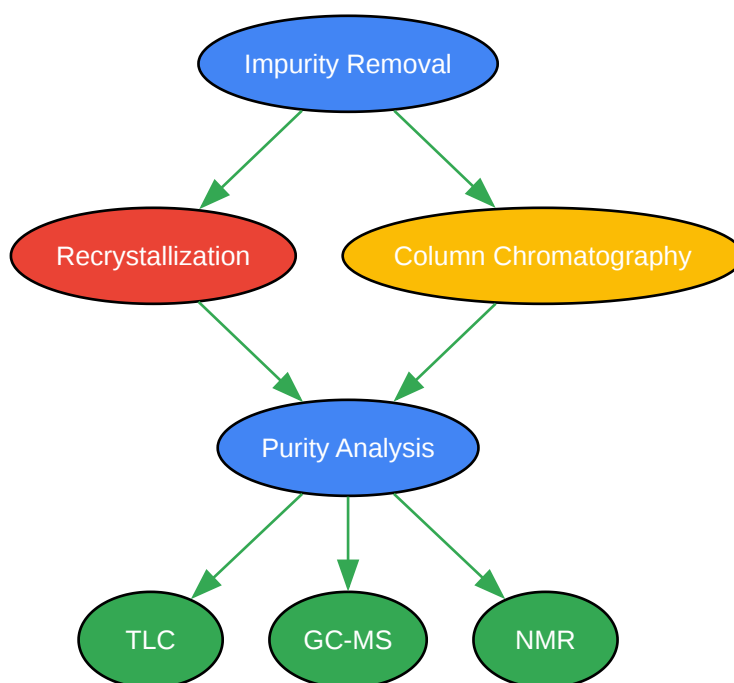 Impurity Removal
Recrystallization
Column Chromatography
Purity Analysis
TLC
GC-MS
NMR